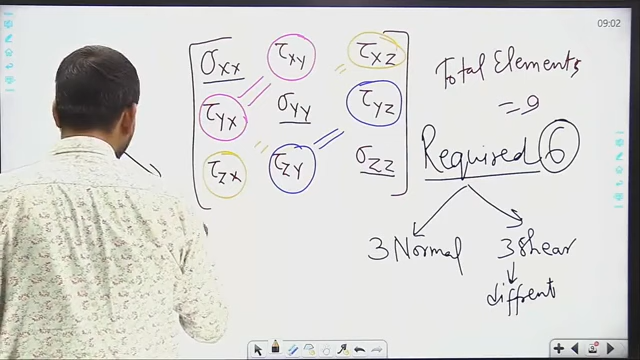 09:02
σxx τxy τxz
τyx σyy τyz
τzx τzy σzz
Total Elements
=9
Required 6
3 Normal 3 Shear
diffrent